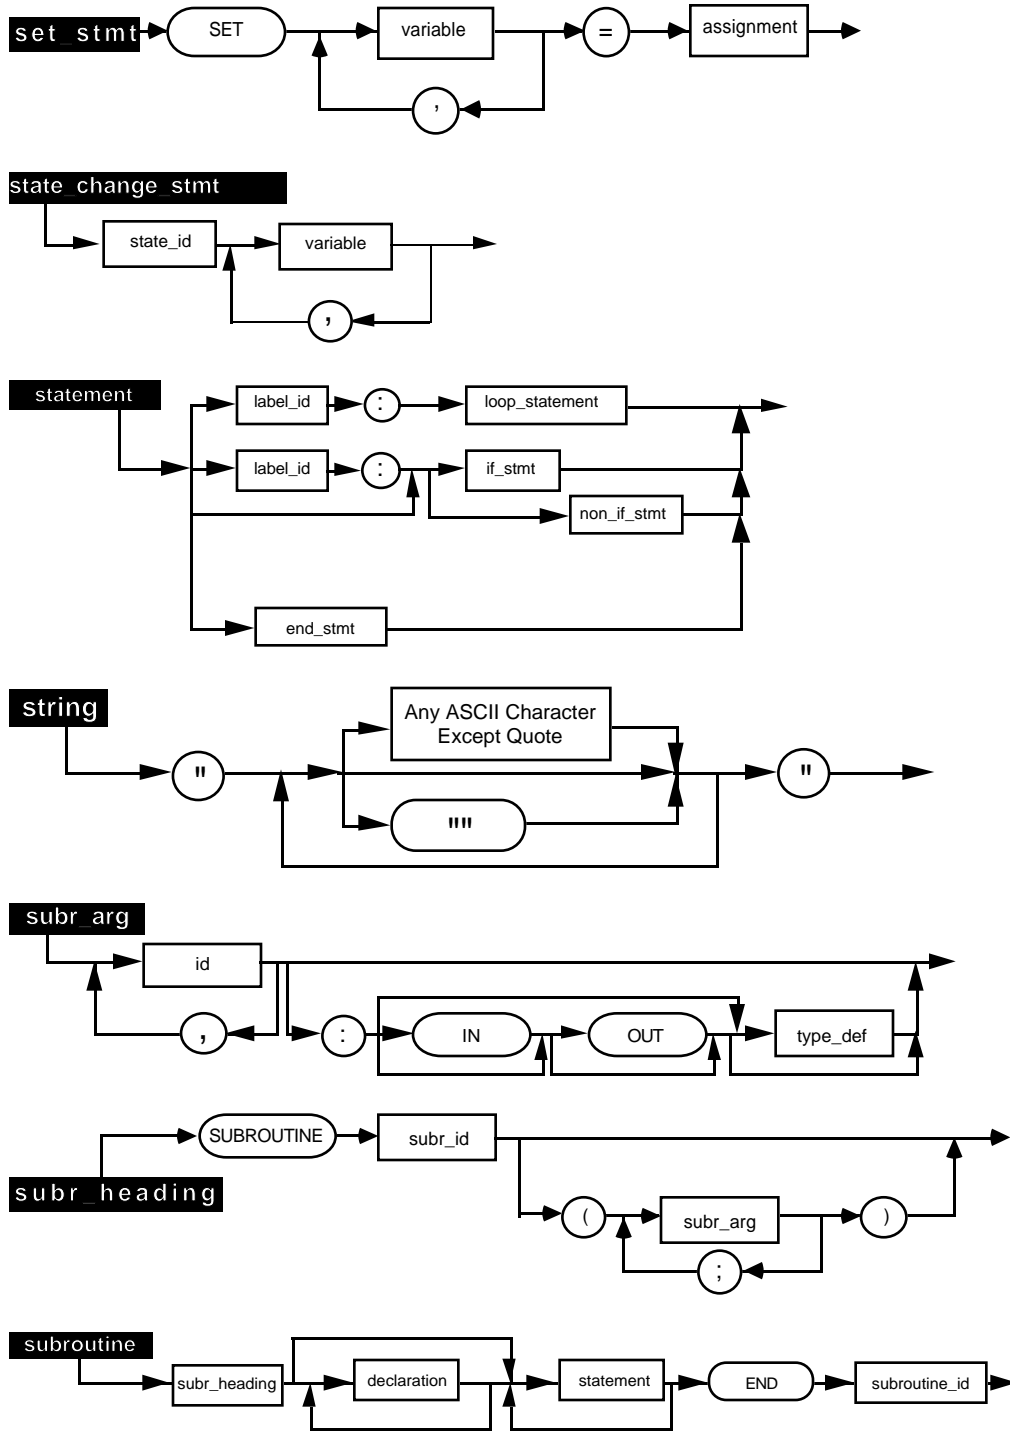 set_stmt SET variable = assignment
,
state_change_stmt
state_id variable
,
statement label_id : loop_statement
label_id : if_stmt
non_if_stmt
end_stmt
string Any ASCII Character
Except Quote
" "
""
subr_arg
id
, : IN OUT type_def
SUBROUTINE subr_id
subr_heading
( subr_arg )
;
subroutine
subr_heading declaration statement END subroutine_id